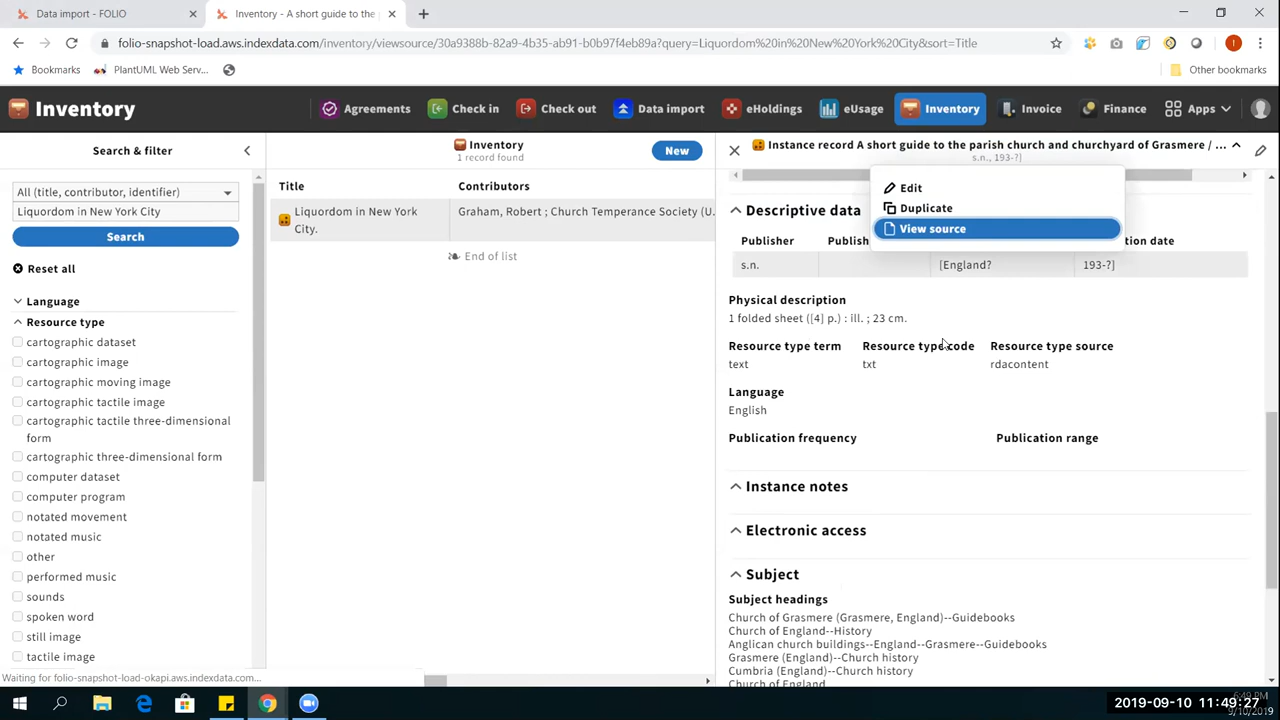 Data import - FOLIO
Inventory - A short guide to the
folio-snapshot-load.aws.indexdata.com/inventory/viewsource/30a9388b-82a9-4b35-ab91-b0b97f4eb89a?query=Liquordom%20in%20New%20York%20City&sort=Title
Bookmarks PlantUML Web Serv... Other bookmarks
Inventory Agreements Check in Check out Data import eHoldings eUsage Inventory Invoice Finance Apps
Search & filter
All (title, contributor, identifier)
Liquordom in New York City
Search
Reset all
Language
Resource type
cartographic dataset
cartographic image
cartographic moving image
cartographic tactile image
cartographic tactile three-dimensional
form
cartographic three-dimensional form
computer dataset
computer program
notated movement
notated music
other
performed music
sounds
spoken word
still image
tactile image
Waiting for folio-snapshot-load-okapi.aws.indexdata.com...
Inventory
1 record found
New
Title Contributors
Liquordom in New York
City.
Graham, Robert ; Church Temperance Society (U.
End of list
Instance record A short guide to the parish church and churchyard of Grasmere / ...
s.n., 193-?]
Edit
Duplicate
View source
Descriptive data
Publisher Publish tion date
s.n. [England? 193-?]
Physical description
1 folded sheet ([4] p.) : ill. ; 23 cm.
Resource type term Resource type code Resource type source
text txt rdacontent
Language
English
Publication frequency Publication range
Instance notes
Electronic access
Subject
Subject headings
Church of Grasmere (Grasmere, England)--Guidebooks
Church of England--History
Anglican church buildings--England--Grasmere--Guidebooks
Grasmere (England)--Church history
Cumbria (England)--Church history
Church of England
2019-09-10 11:49:27
9/10/2019